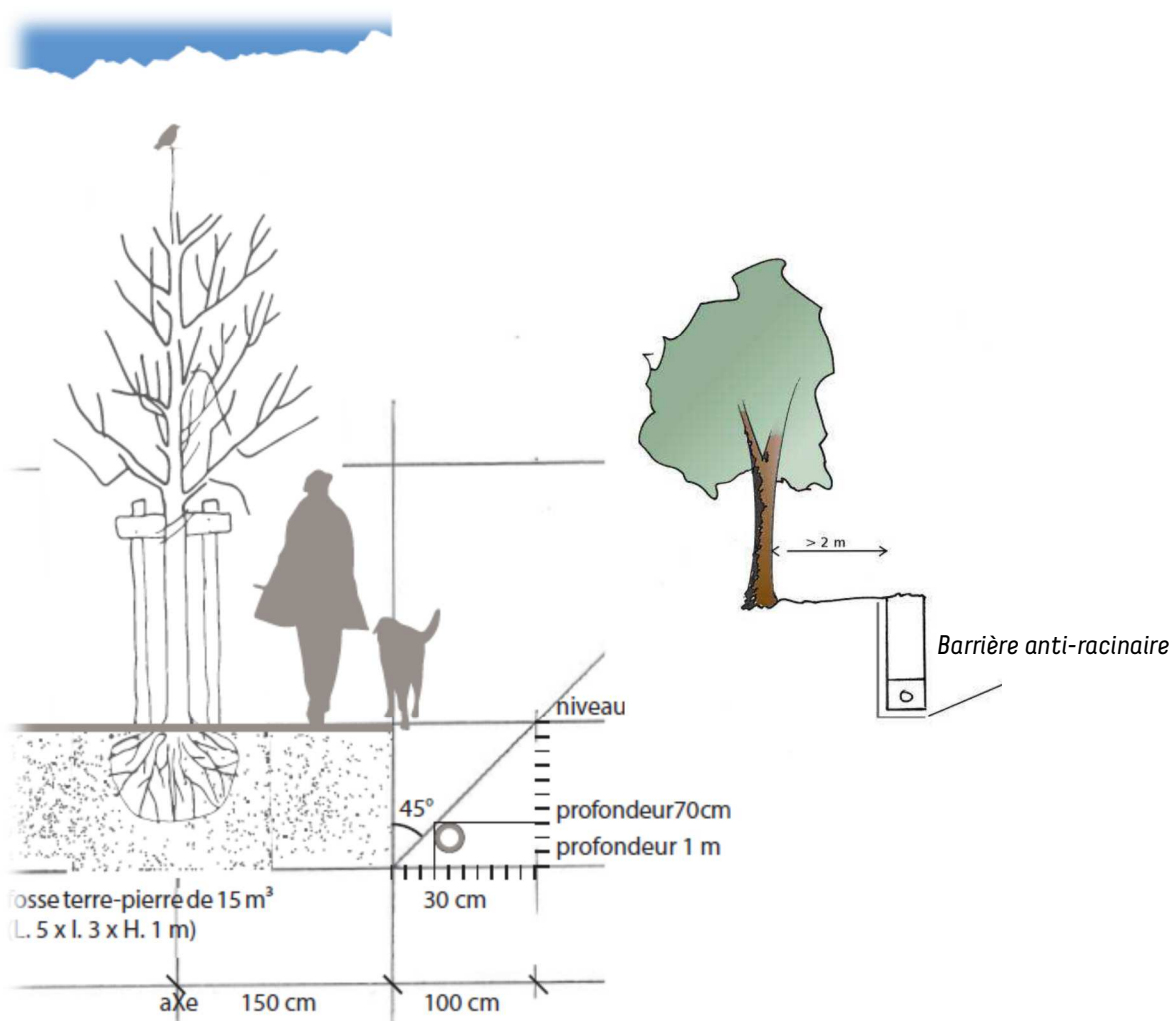 > 2 m
Barrière anti-racinaire
niveau
45°
profondeur70cm
profondeur 1 m
fosse terre-pierre de 15 m³
30 cm
(L. 5 x l. 3 x H. 1 m)
aXe
150 cm
100 cm